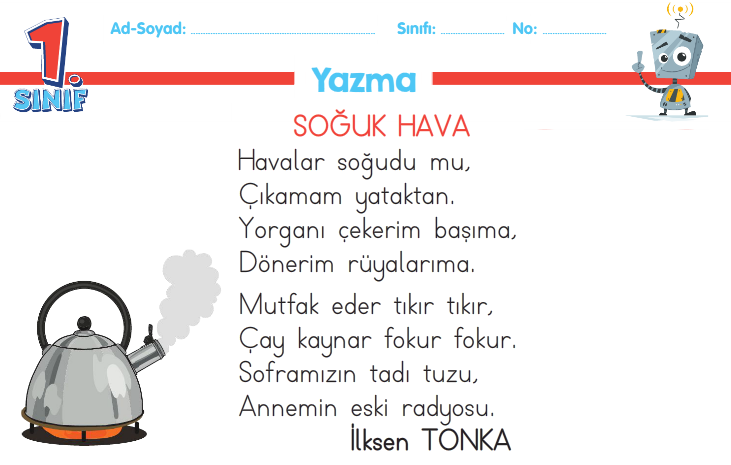 1.
SINIF
Ad-Soyad: Sınıfı: No:
Yazma
SOĞUK HAVA
Havalar soğudu mu,
Çıkamam yataktan.
Yorganı çekerim başıma,
Dönerim rüyalarıma.
Mutfak eder tıkır tıkır,
Çay kaynar fokur fokur.
Soframızın tadı tuzu,
Annemin eski radyosu.
İlksen TONKA